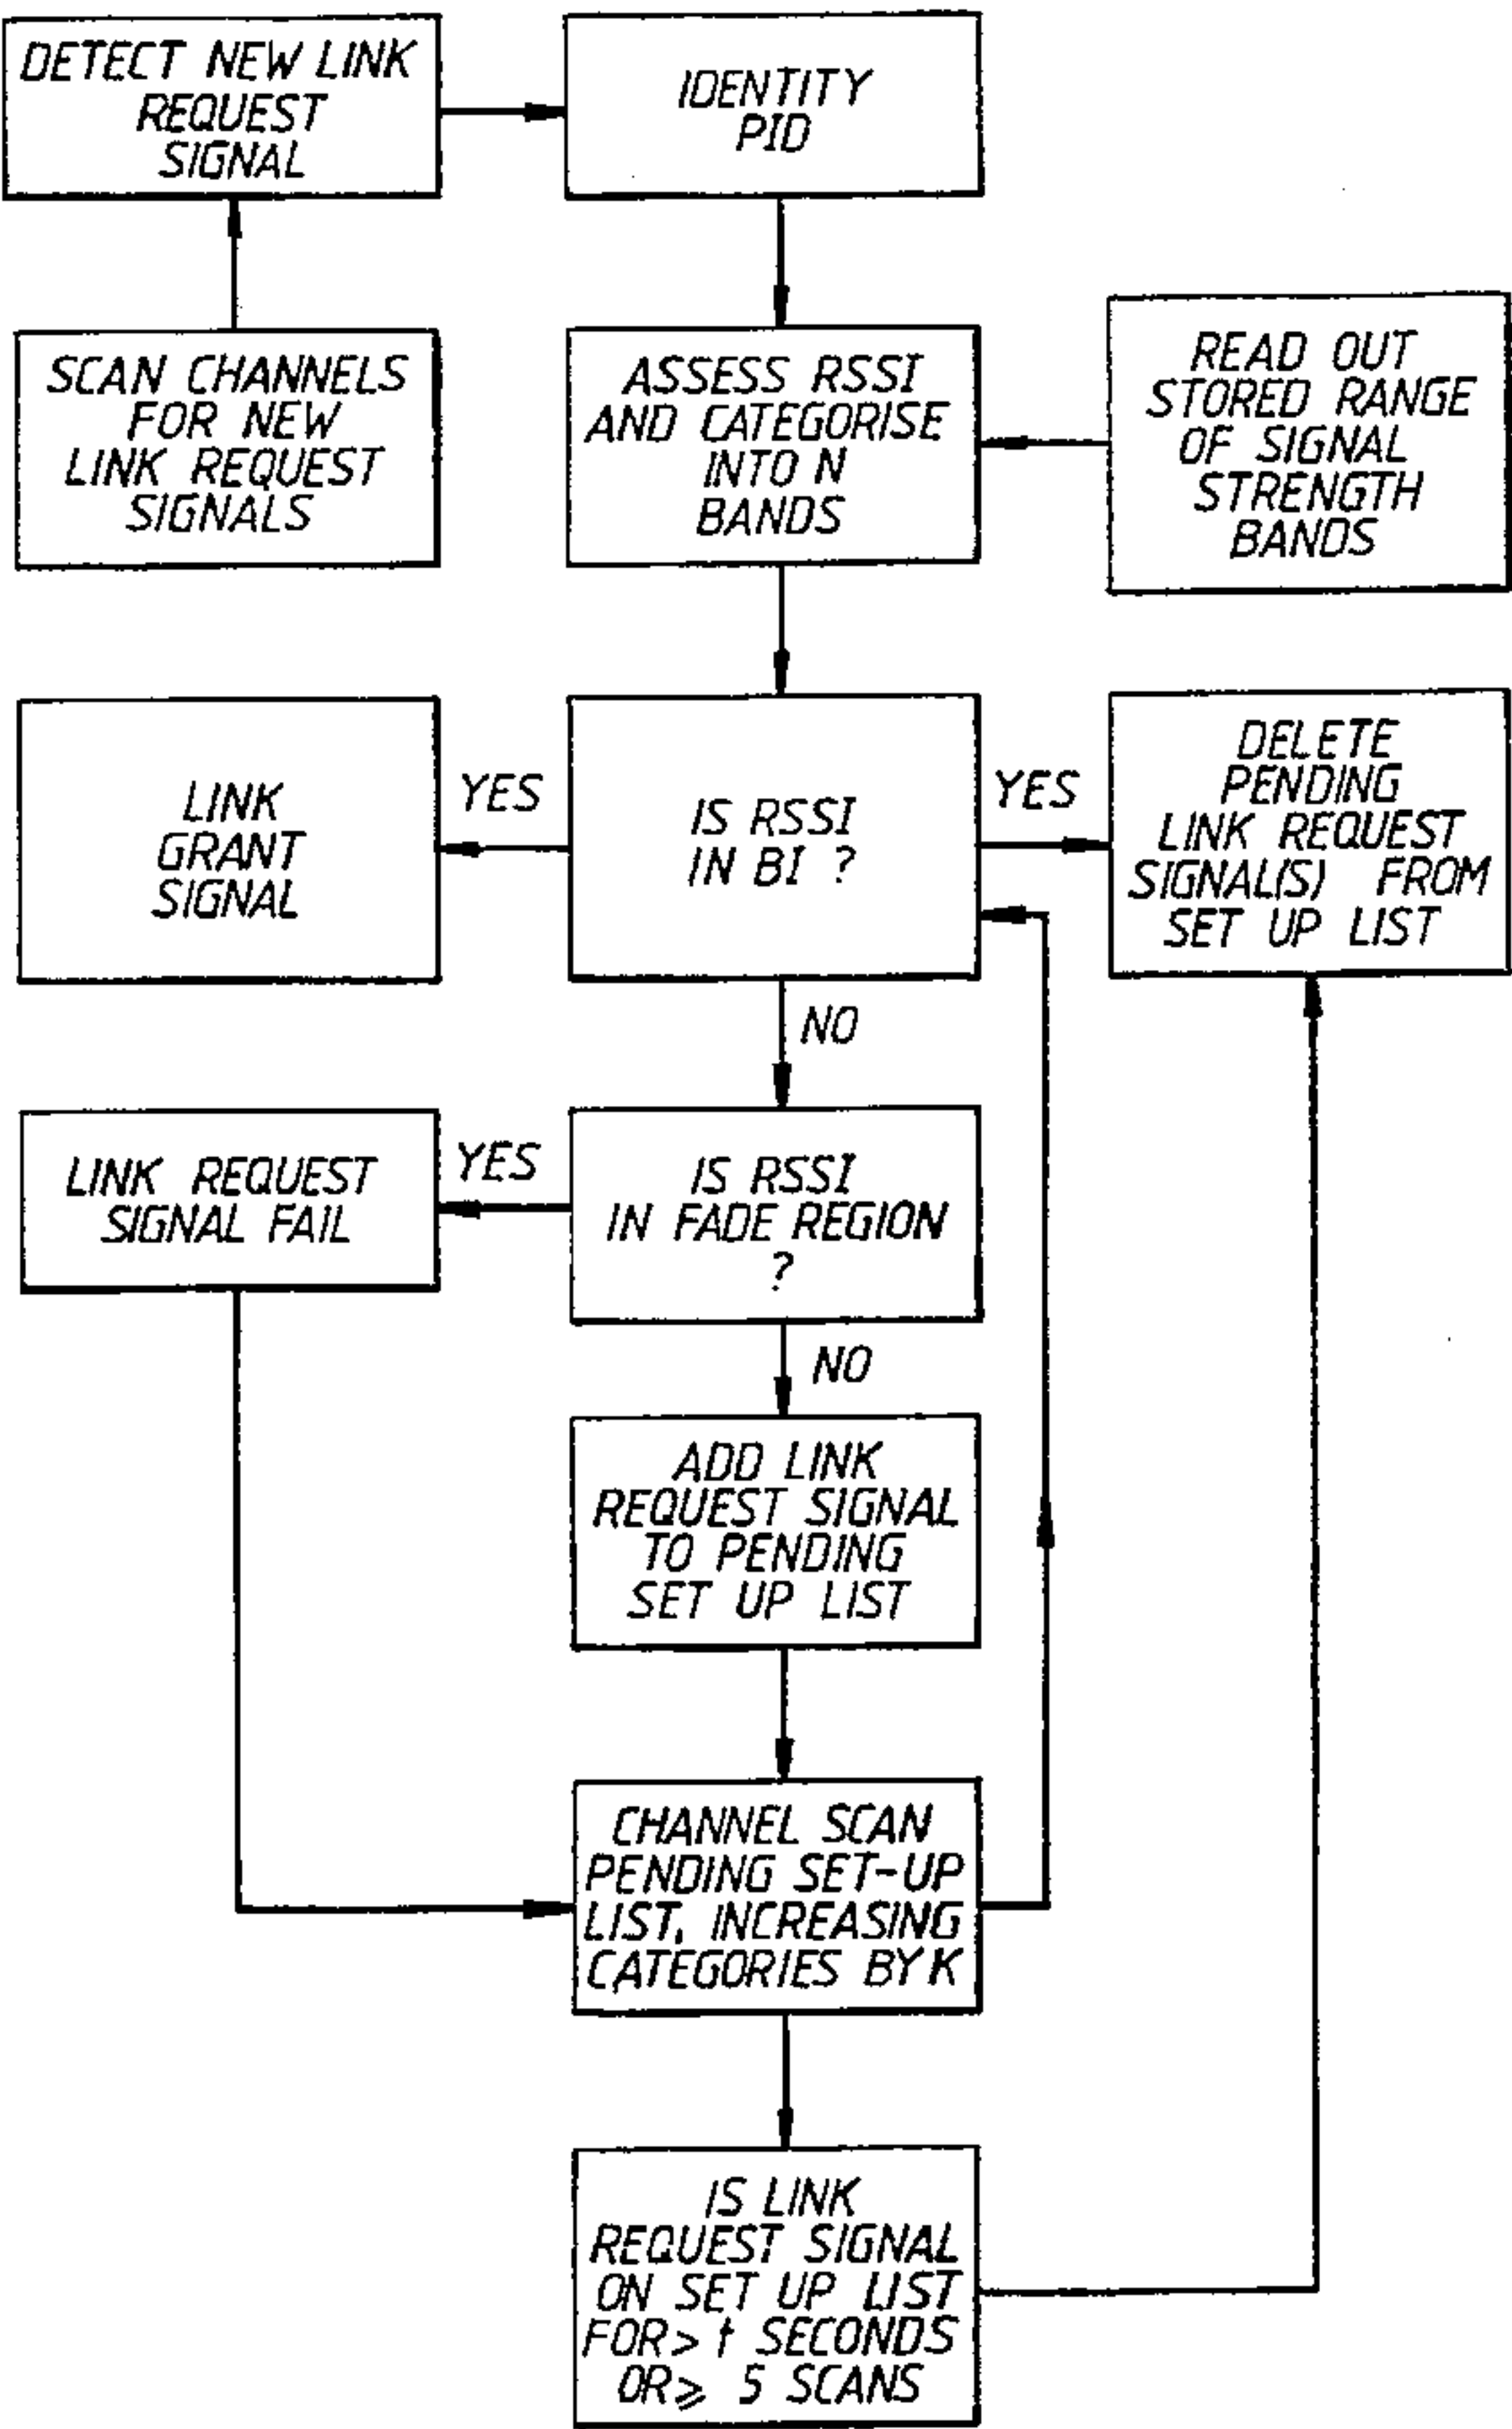 DETECT NEW LINK
REQUEST
SIGNAL
IDENTITY
PID
SCAN CHANNELS
FOR NEW
LINK REQUEST
SIGNALS
ASSESS RSSI
AND CATEGORISE
INTO N
BANDS
READ OUT
STORED RANGE
OF SIGNAL
STRENGTH
BANDS
LINK
GRANT
SIGNAL
YES
IS RSSI
IN BI ?
YES
DELETE
PENDING
LINK REQUEST
SIGNAL(S) FROM
SET UP LIST
NO
LINK REQUEST
SIGNAL FAIL
YES
IS RSSI
IN FADE REGION
?
NO
ADD LINK
REQUEST SIGNAL
TO PENDING
SET UP LIST
CHANNEL SCAN
PENDING SET-UP
LIST, INCREASING
CATEGORIES BY K
IS LINK
REQUEST SIGNAL
ON SET UP LIST
FOR > t SECONDS
OR ⩾ 5 SCANS